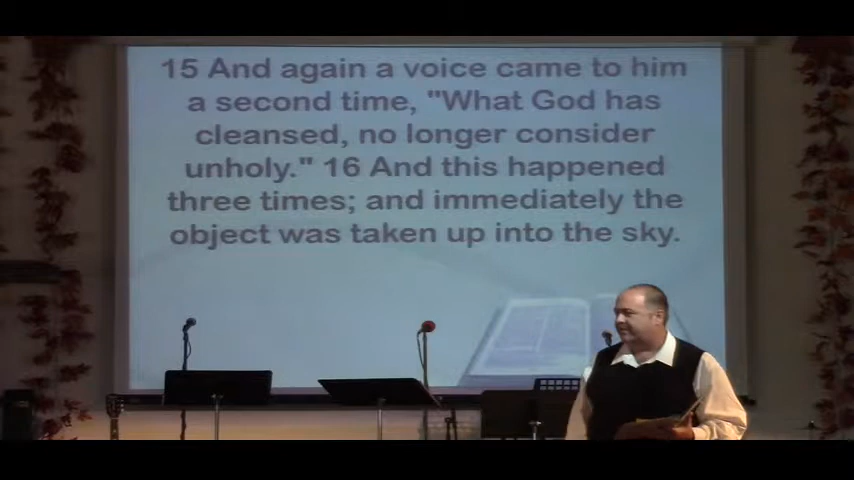 15 And again a voice came to him
a second time, "What God has
cleansed, no longer consider
unholy." 16 And this happened
three times; and immediately the
object was taken up into the sky.